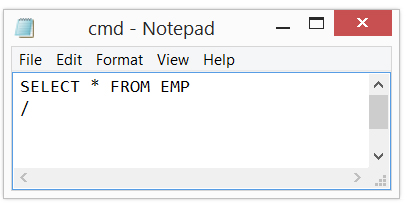 cmd - Notepad
File Edit Format View Help
SELECT * FROM EMP
/